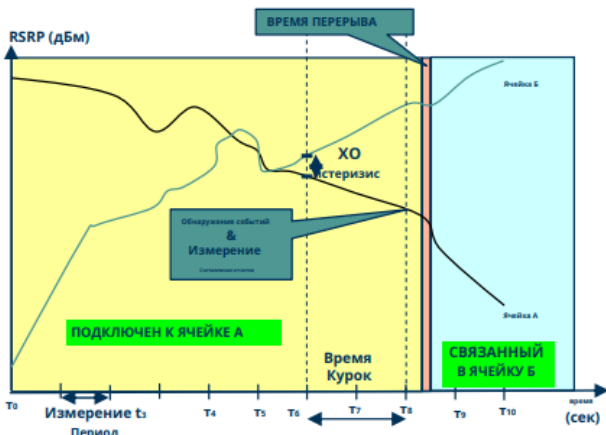 ВРЕМЯ ПЕРЕРЫВА
RSRP (дБм)
Ячейка Б
ХО
истеризис
Обнаружение событий
&
Измерение
ПОДКЛЮЧЕН К ЯЧЕЙКЕ А
Ячейка А
СВЯЗАННЫЙ
В ЯЧЕЙКУ Б
Время
Курок
T0
Измерение t3
Период
T4
T5
T6
T7
T8
T9
T10
время
(сек)